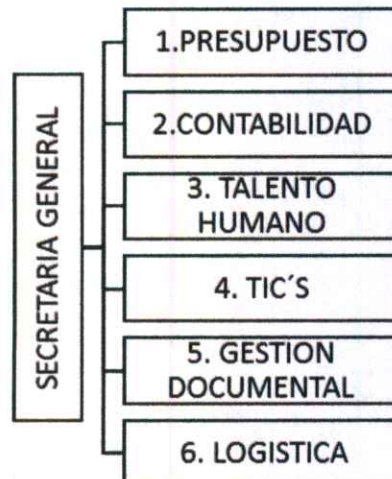 SECRETARIA GENERAL
1.PRESUPUESTO
2.CONTABILIDAD
3. TALENTO
HUMANO
4. TIC´S
5. GESTION
DOCUMENTAL
6. LOGISTICA